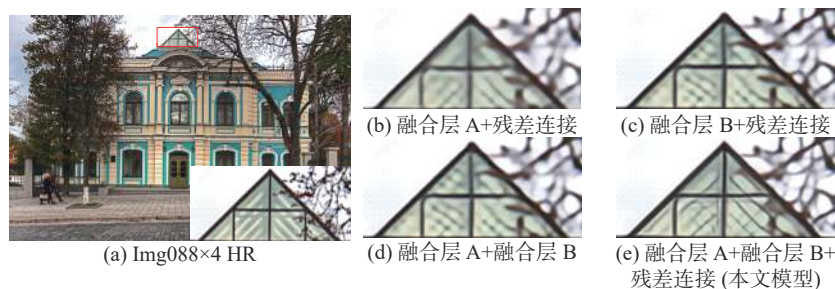 (b) 融合层 A+残差连接
(c) 融合层 B+残差连接
(a) Img088×4 HR
(d) 融合层 A+融合层 B
(e) 融合层 A+融合层 B+
残差连接 (本文模型)